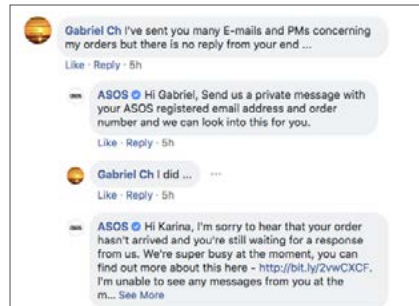 Gabriel Ch I've sent you many E-mails and PMs concerning
my orders but there is no reply from your end ...
Like · Reply · 5h
ASOS Hi Gabriel, Send us a private message with
your ASOS registered email address and order
number and we can look into this for you.
Like · Reply · 5h
Gabriel Ch I did ...
Like · Reply · 5h
ASOS Hi Karina, I'm sorry to hear that your order
hasn't arrived and you're still waiting for a response
from us. We're super busy at the moment, you can
find out more about this here - http://bit.ly/2vwCXCF.
I'm unable to see any messages from you at the
m... See More